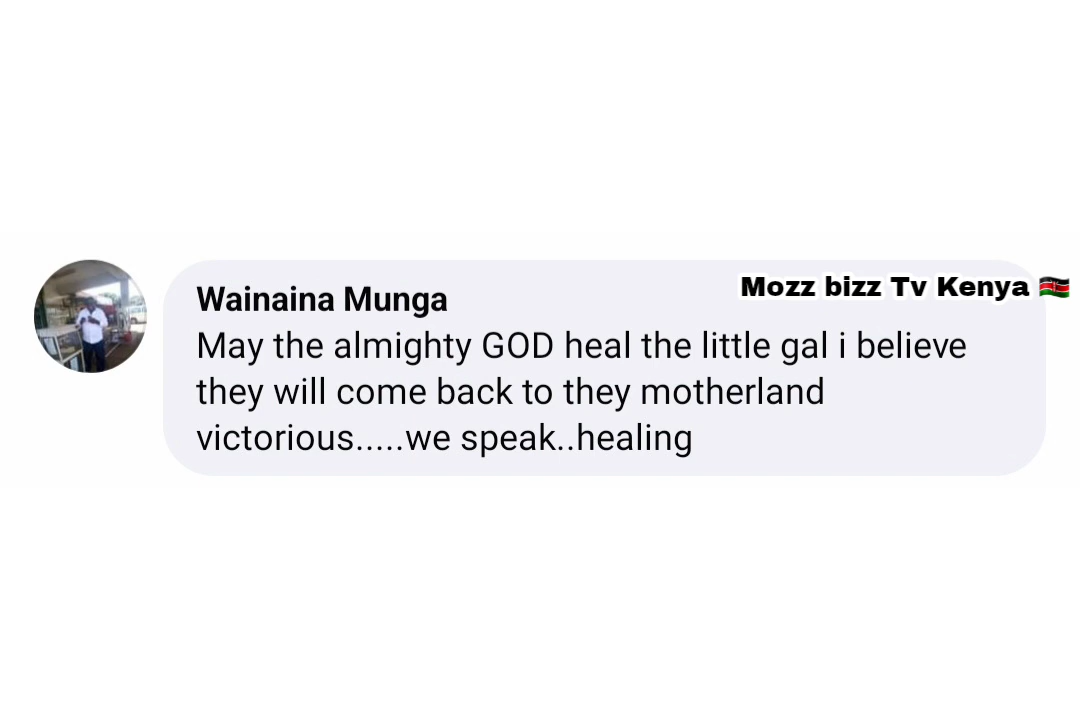 Wainaina Munga
Mozz bizz Tv Kenya 🇰🇪
May the almighty GOD heal the little gal i believe
they will come back to they motherland
victorious.....we speak..healing